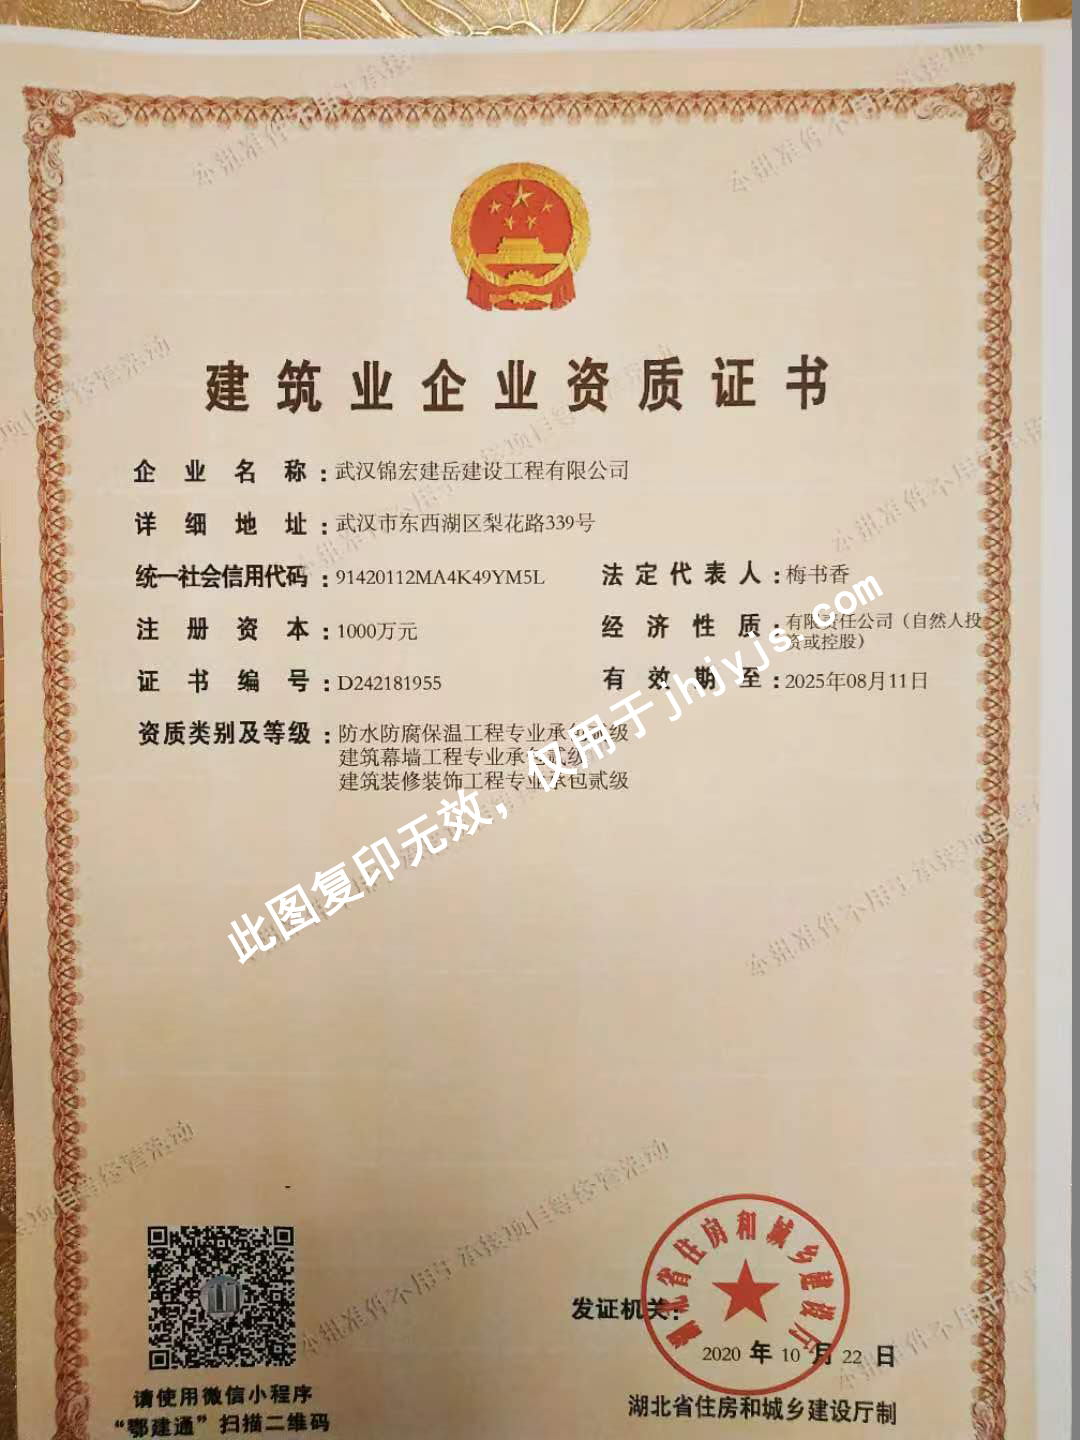 建筑业企业资质证书
企业名称：武汉锦宏建岳建设工程有限公司
详细地址：武汉市东西湖区梨花路339号
统一社会信用代码：91420112MA4K49YM5L 法定代表人：梅书香
注册资本：1000万元 经济性质：有限责任公司（自然人投
资或控股）
证书编号：D242181955 有效期至：2025年08月11日
资质类别及等级：防水防腐保温工程专业承包贰级
建筑幕墙工程专业承包贰级
建筑装修装饰工程专业承包贰级
此图复印无效，仅用于jhjyjs.com
湖北省住房和城乡建设厅
发证机关：
2020 年 10 月 22 日
湖北省住房和城乡建设厅制
请使用微信小程序
“鄂建通”扫描二维码